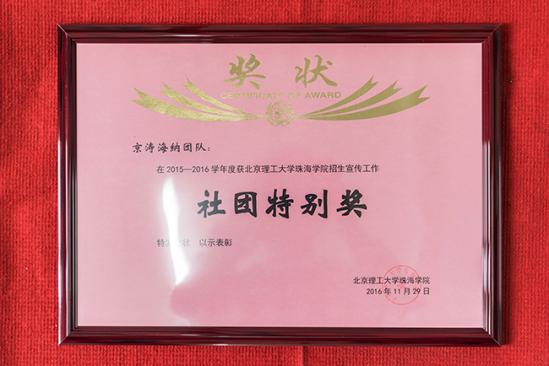 奖状
CERTIFICATE OF AWARD
京涛海纳团队：
在2015—2016学年度获北京理工大学珠海学院招生宣传工作
社团特别奖
特 状 以示表彰
北京理工大学珠海学院
2016年11月29日